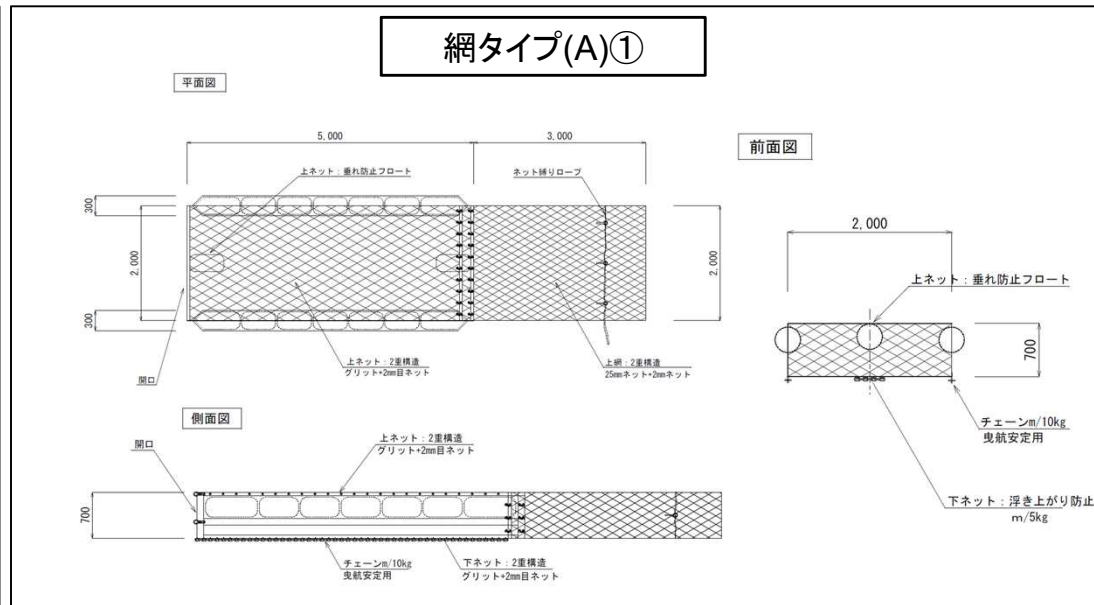 網タイプ(A)①
平面図
5,000
3,000
上ネット：垂れ防止フロート
ネット縛りロープ
300
2,000
300
2,000
開口
上ネット：2重構造
グリット+2mm目ネット
上網：2重構造
25mmネット+2mmネット
前面図
2,000
上ネット：垂れ防止フロート
700
チェーンm/10kg
曳航安定用
下ネット：浮き上がり防止
m/5kg
側面図
開口
上ネット：2重構造
グリット+2mm目ネット
700
チェーンm/10kg
曳航安定用
下ネット：2重構造
グリット+2mm目ネット